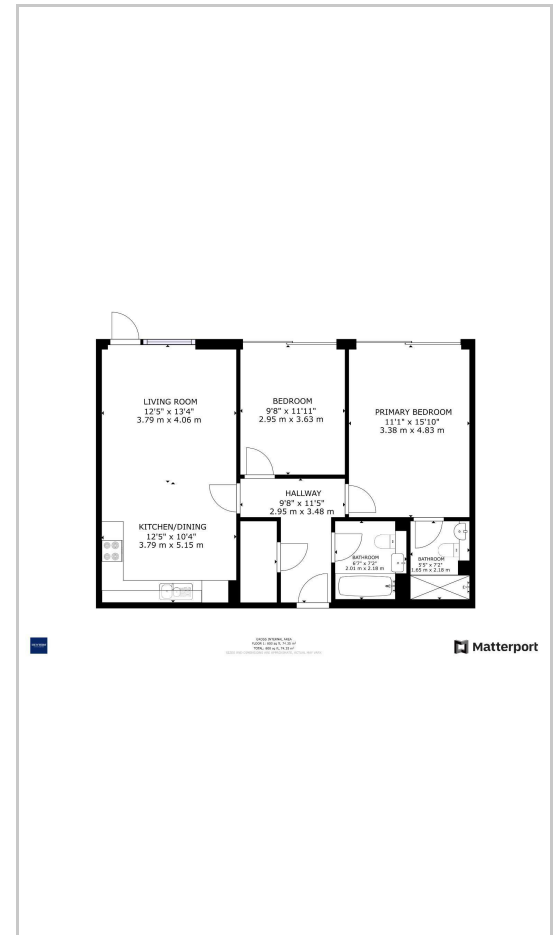 LIVING ROOM
12'5" x 13'4"
3.79 m x 4.06 m
BEDROOM
9'8" x 11'11"
2.95 m x 3.63 m
PRIMARY BEDROOM
11'1" x 15'10"
3.38 m x 4.83 m
HALLWAY
9'8" x 11'5"
2.95 m x 3.48 m
KITCHEN/DINING
12'5" x 10'4"
3.79 m x 5.15 m
BATHROOM
6'7" x 7'2"
2.01 m x 2.18 m
BATHROOM
5'5" x 7'2"
1.65 m x 2.18 m
GROSS INTERNAL AREA
Matterport